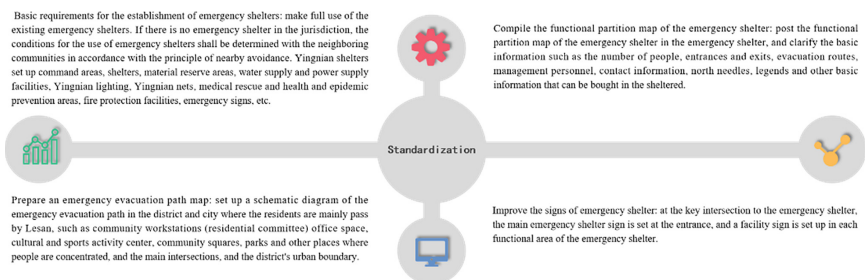 Basic requirements for the establishment of emergency shelters: make full use of the
existing emergency shelters. If there is no emergency shelter in the jurisdiction, the
conditions for the use of emergency shelters shall be determined with the neighboring
communities in accordance with the principle of nearby avoidance. Yingnian shelters
set up command areas, shelters, material reserve areas, water supply and power supply
facilities, Yingnian lighting, Yingnian nets, medical rescue and health and epidemic
prevention areas, fire protection facilities, emergency signs, etc.
Compile the functional partition map of the emergency shelter: post the functional
partition map of the emergency shelter in the emergency shelter, and clarify the basic
information such as the number of people, entrances and exits, evacuation routes,
management personnel, contact information, north needles, legends and other basic
information that can be bought in the sheltered.
Standardization
Prepare an emergency evacuation path map: set up a schematic diagram of the
emergency evacuation path in the district and city where the residents are mainly pass
by Lesan, such as community workstations (residential committee) office space,
cultural and sports activity center, community squares, parks and other places where
people are concentrated, and the main intersections, and the district's urban boundary.
Improve the signs of emergency shelter: at the key intersection to the emergency shelter,
the main emergency shelter sign is set at the entrance, and a facility sign is set up in each
functional area of the emergency shelter.